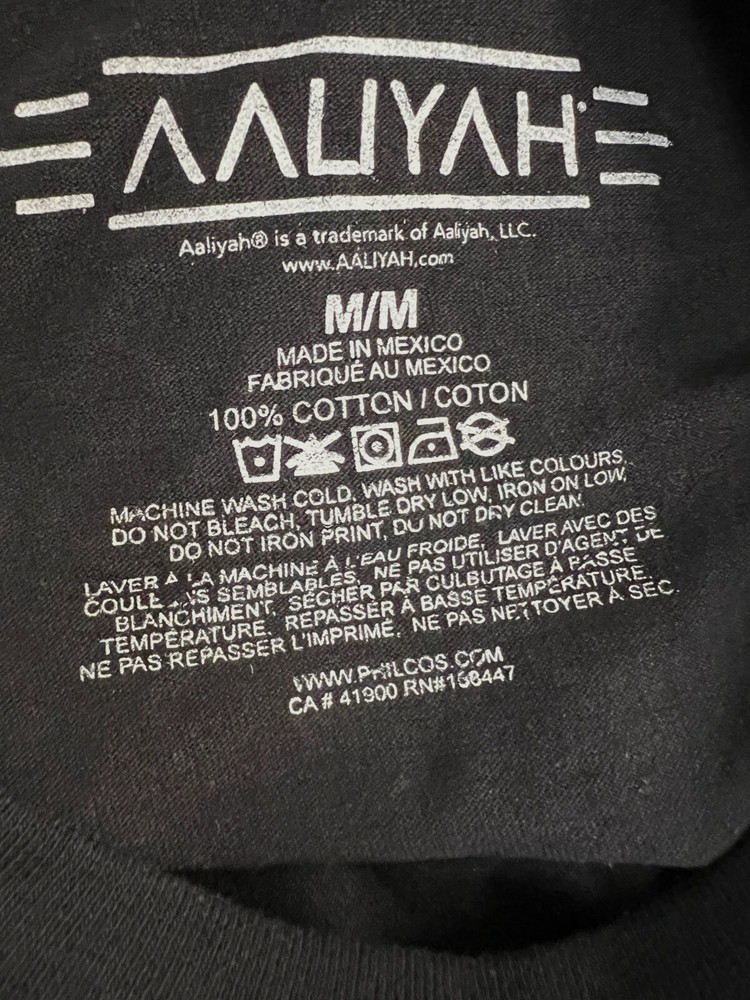 AALIYAH®
Aaliyah® is a trademark of Aaliyah, LLC.
www.AALIYAH.com
M/M
MADE IN MEXICO
FABRIQUÉ AU MEXICO
100% COTTON / COTON
MACHINE WASH COLD, WASH WITH LIKE COLOURS,
DO NOT BLEACH, TUMBLE DRY LOW, IRON ON LOW,
DO NOT IRON PRINT, DO NOT DRY CLEAN.
LAVER À LA MACHINE À L'EAU FROIDE, LAVER AVEC DES
SEMBLABLES, NE PAS UTILISER D'AGENT DE
BLANCHIMENT, SÉCHER PAR CULBUTAGE À BASSE
TEMPÉRATURE, REPASSER À BASSE TEMPÉRATURE,
NE PAS REPASSER L'IMPRIMÉ, NE PAS NETTOYER À SEC.
WWW.PHILCOS.COM
CA # 41900 RN#